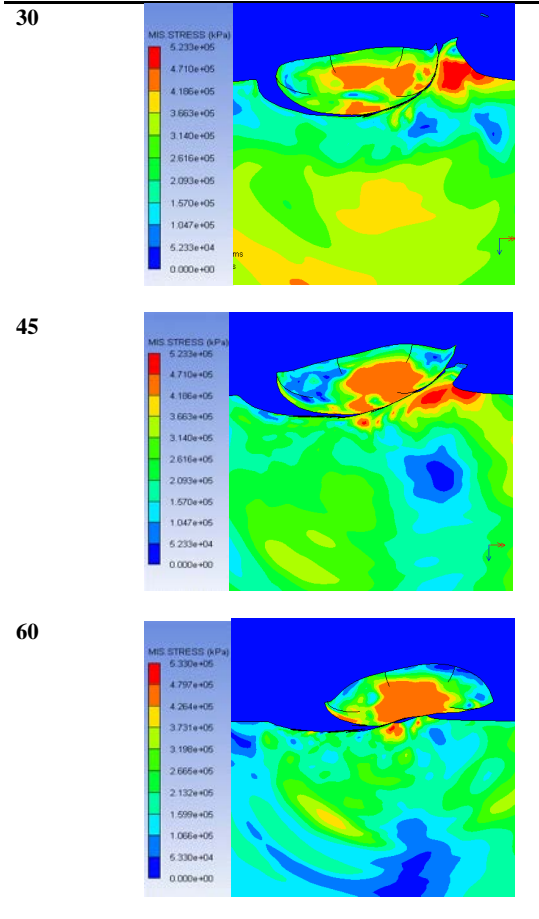 30
MIS.STRESS (kPa)
5.233e+05
4.710e+05
4.186e+05
3.663e+05
3.140e+05
2.616e+05
2.093e+05
1.570e+05
1.047e+05
5.233e+04
0.000e+00
ms
s
45
MIS.STRESS (kPa)
5.233e+05
4.710e+05
4.186e+05
3.663e+05
3.140e+05
2.616e+05
2.093e+05
1.570e+05
1.047e+05
5.233e+04
0.000e+00
60
MIS.STRESS (kPa)
5.330e+05
4.797e+05
4.264e+05
3.731e+05
3.198e+05
2.665e+05
2.132e+05
1.599e+05
1.066e+05
5.330e+04
0.000e+00